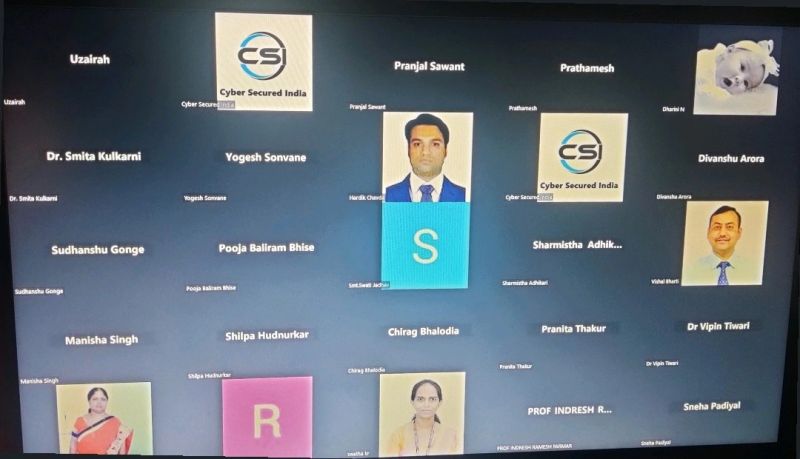 Uzairah
Uzairah
CSI
Cyber Secured India
Cyber Secured India
Pranjal Sawant
Pranjal Sawant
Prathamesh
Prathamesh
Dharini N
Dr. Smita Kulkarni
Dr. Smita Kulkarni
Yogesh Sonvane
Yogesh Sonvane
Hardik Chavda
CSI
Cyber Secured India
Cyber Secured India
Divanshu Arora
Divanshu Arora
Sudhanshu Gonge
Sudhanshu Gonge
Pooja Baliram Bhise
Pooja Baliram Bhise
S
Smt.Swati Jadhav
Sharmistha Adhik...
Sharmistha Adhikari
Vishal Bharti
Manisha Singh
Manisha Singh
Shilpa Hudnurkar
Shilpa Hudnurkar
Chirag Bhalodia
Chirag Bhalodia
Pranita Thakur
Pranita Thakur
Dr Vipin Tiwari
Dr Vipin Tiwari
R
swatha kr
PROF INDRESH R...
PROF INDRESH RAMESH PARMAR
Sneha Padiyal
Sneha Padiyal